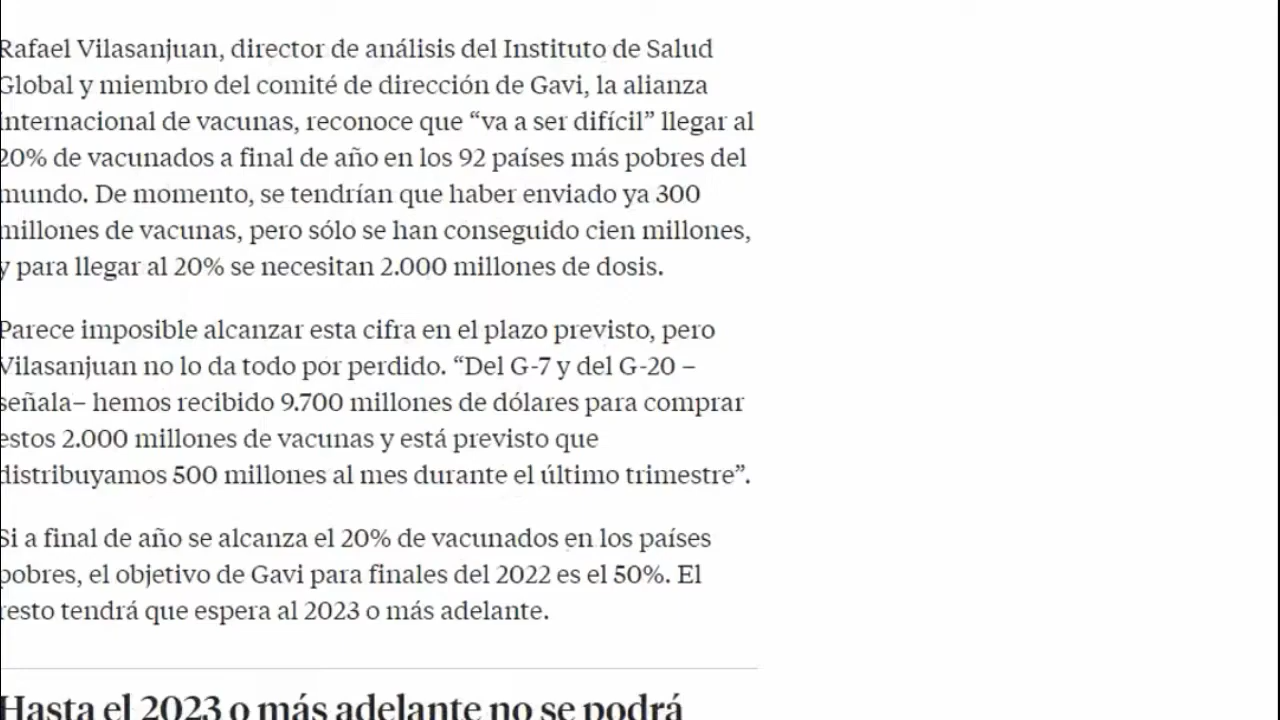 Rafael Vilasanjuan, director de análisis del Instituto de Salud
Global y miembro del comité de dirección de Gavi, la alianza
internacional de vacunas, reconoce que “va a ser difícil” llegar al
20% de vacunados a final de año en los 92 países más pobres del
mundo. De momento, se tendrían que haber enviado ya 300
millones de vacunas, pero sólo se han conseguido cien millones,
y para llegar al 20% se necesitan 2.000 millones de dosis.
Parece imposible alcanzar esta cifra en el plazo previsto, pero
Vilasanjuan no lo da todo por perdido. “Del G-7 y del G-20 –
señala– hemos recibido 9.700 millones de dólares para comprar
estos 2.000 millones de vacunas y está previsto que
distribuyamos 500 millones al mes durante el último trimestre”.
Si a final de año se alcanza el 20% de vacunados en los países
pobres, el objetivo de Gavi para finales del 2022 es el 50%. El
resto tendrá que espera al 2023 o más adelante.
Hasta el 2023 o más adelante no se podrá